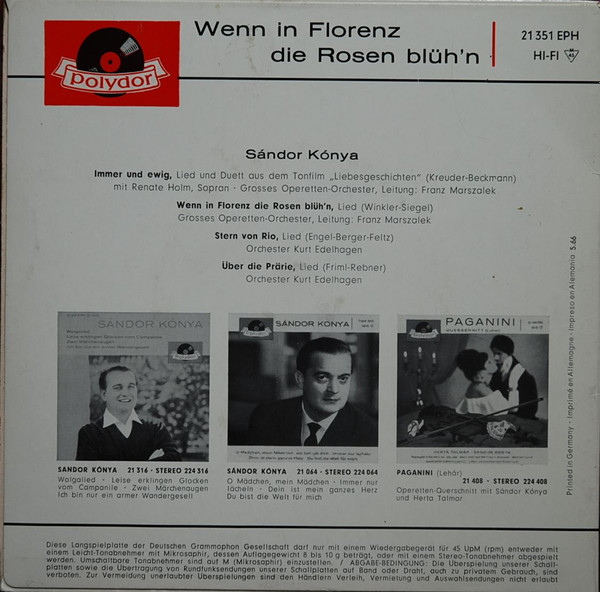 Wenn in Florenz
die Rosen blüh'n
21 351 EPH
HI-FI
Polydor
Sándor Kónya
Immer und ewig, Lied und Duett aus dem Tonfilm „Liebesgeschichten" (Kreuder-Beckmann)
mit Renate Holm, Sopran · Grosses Operetten-Orchester, Leitung: Franz Marszalek
Wenn in Florenz die Rosen blüh'n, Lied (Winkler-Siegel)
Grosses Operetten-Orchester, Leitung: Franz Marszalek
Stern von Rio, Lied (Engel-Berger-Feltz)
Orchester Kurt Edelhagen
Über die Prärie, Lied (Friml-Rebner)
Orchester Kurt Edelhagen
SÁNDOR KÓNYA
Wolgalied
Leise erklingen Glocken vom Campanile
Zwei Märchenaugen
SÁNDOR KÓNYA
PAGANINI
QUERSCHNITT
SÁNDOR KÓNYA 21 316 · STEREO 224 316
Wolgalied · Leise erklingen Glocken
vom Campanile · Zwei Märchenaugen
Ich bin nur ein armer Wandergesell
SÁNDOR KÓNYA 21 064 · STEREO 224 064
O Mädchen, mein Mädchen · Immer nur
lächeln · Dein ist mein ganzes Herz
Du bist die Welt für mich
PAGANINI (Lehár)
21 408 · STEREO 224 408
Operetten-Querschnitt mit Sándor Kónya
und Herta Talmar
Printed in Germany · Imprimé en Allemagne · Impreso en Alemania 5.66
Diese Langspielplatte der Deutschen Grammophon Gesellschaft darf nur mit einem Wiedergabegerät für 45 UpM (rpm) entweder mit
einem Leicht-Tonabnehmer mit Mikrosaphir, dessen Auflagegewicht 8 bis 10 g beträgt, oder mit einem Stereo-Tonabnehmer abgespielt
werden. Umschaltbare Tonabnehmer sind auf M (Mikrosaphir) einzustellen. / ABGABE-BEDINGUNG: Die Überspielung unserer Schall-
platten sowie die Übertragung von Rundfunksendungen unserer Schallplatten auf Band oder Draht, auch zu privatem Gebrauch, sind
verboten. Zur Vermeidung unerlaubter Überspielungen sind den Händlern Verleih, Vermietung und Auswahlsendungen nicht erlaubt